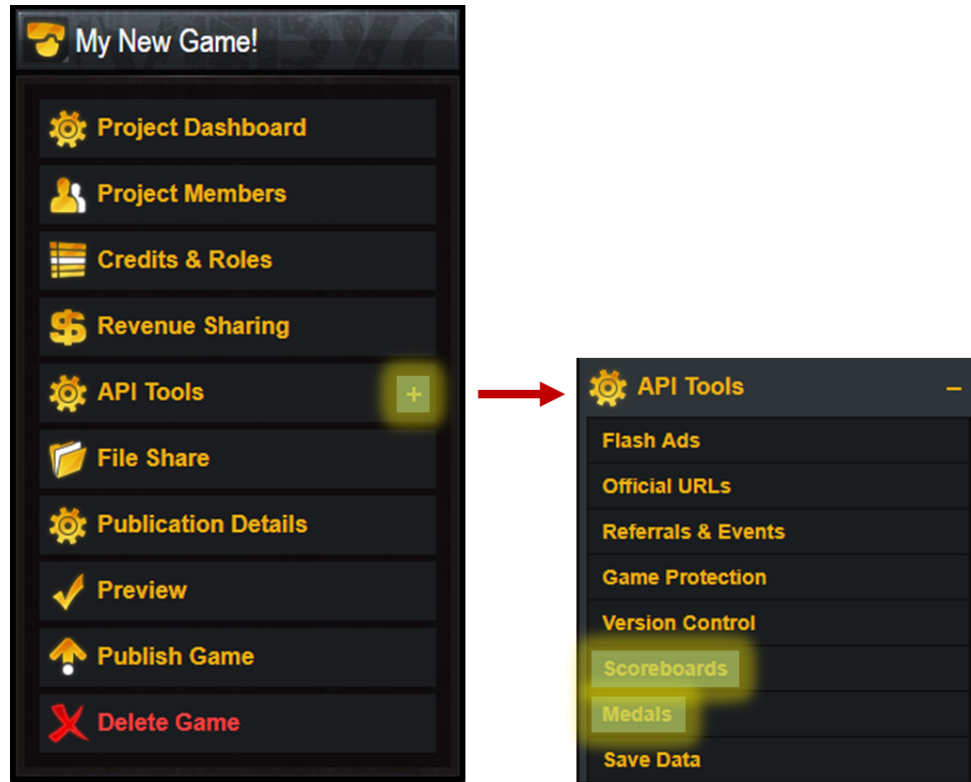 My New Game!
Project Dashboard
Project Members
Credits & Roles
Revenue Sharing
API Tools +
File Share
Publication Details
Preview
Publish Game
Delete Game
API Tools –
Flash Ads
Official URLs
Referrals & Events
Game Protection
Version Control
Scoreboards
Medals
Save Data